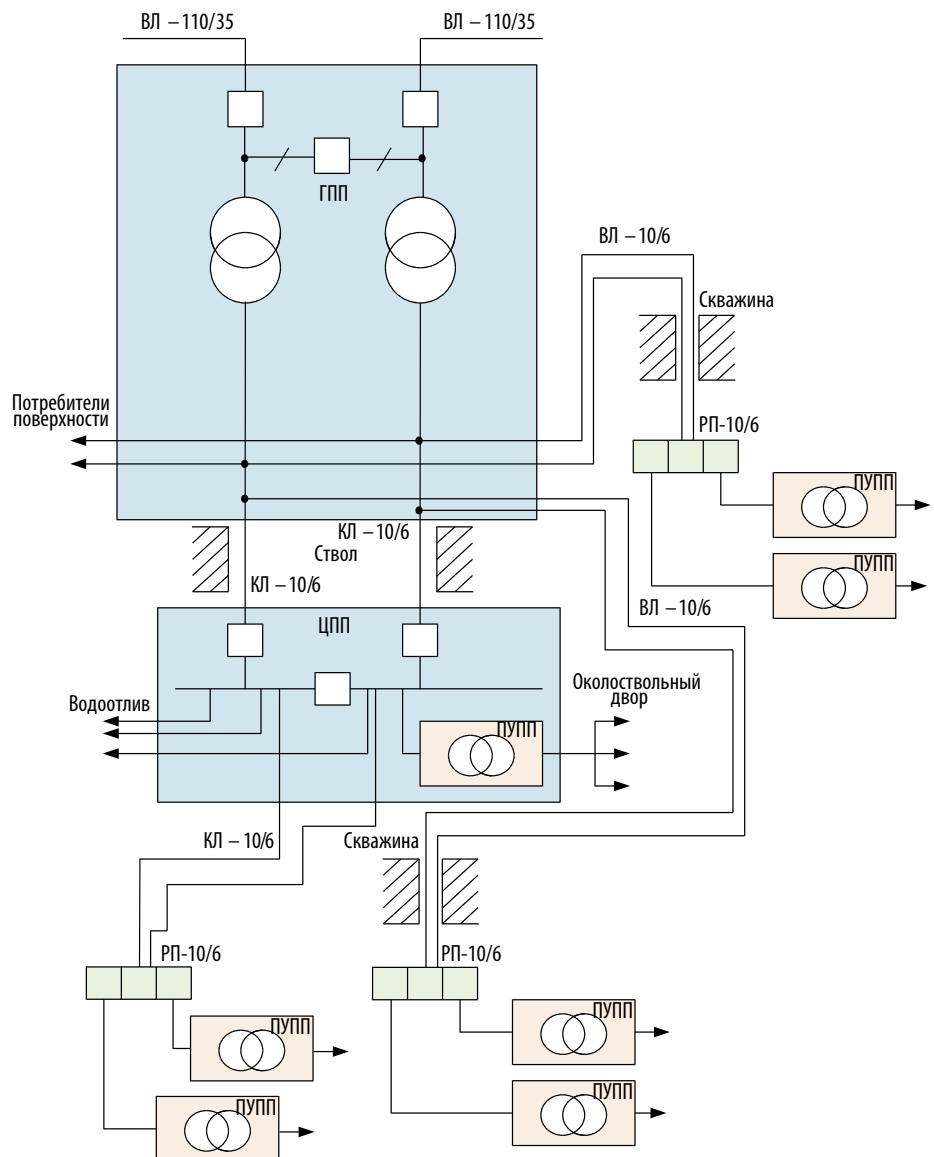 ВЛ – 110/35
ВЛ – 110/35
ГПП
ВЛ – 10/6
Скважина
Потребители
поверхности
РП-10/6
ПУПП
КЛ – 10/6
Ствол
ПУПП
КЛ – 10/6
ВЛ – 10/6
ЦПП
Околоствольный
двор
Водоотлив
ПУПП
КЛ – 10/6
Скважина
РП-10/6
РП-10/6
ПУПП
ПУПП
ПУПП
ПУПП